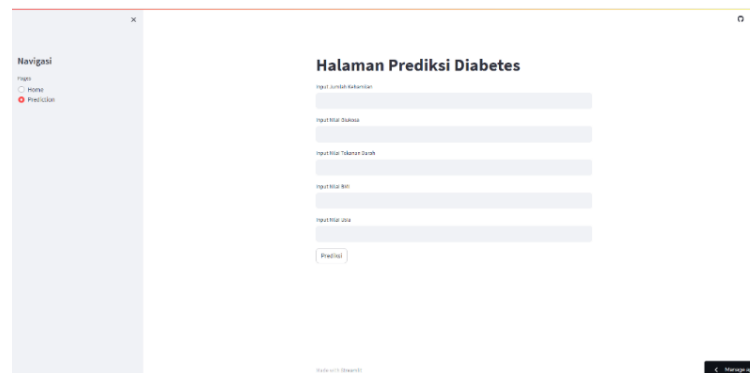 Navigasi
Pages
Home
Prediction
Halaman Prediksi Diabetes
Input Jumlah Kehamilan
Input Nilai Glukosa
Input Nilai Tekanan Darah
Input Nilai BMI
Input Nilai Usia
Prediksi
Made with Streamlit
Manage a